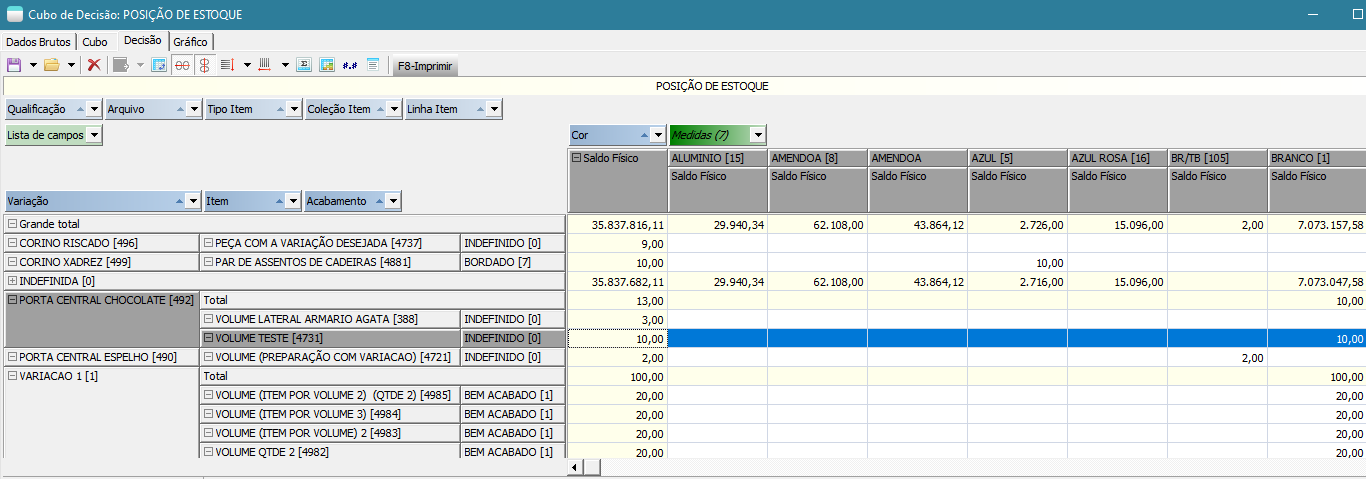 Cubo de Decisão: POSIÇÃO DE ESTOQUE
Dados Brutos Cubo Decisão Gráfico
#.# F8-Imprimir
POSIÇÃO DE ESTOQUE
Qualificação Arquivo Tipo Item Coleção Item Linha Item
Lista de campos Cor Medidas (7)
Saldo Físico ALUMINIO [15] AMENDOA [8] AMENDOA AZUL [5] AZUL ROSA [16] BR/TB [105] BRANCO [1]
Saldo Físico Saldo Físico Saldo Físico Saldo Físico Saldo Físico Saldo Físico Saldo Físico
Variação Item Acabamento
Grande total 35.837.816,11 29.940,34 62.108,00 43.864,12 2.726,00 15.096,00 2,00 7.073.157,58
CORINO RISCADO [496] PEÇA COM A VARIAÇÃO DESEJADA [4737] INDEFINIDO [0] 9,00
CORINO XADREZ [499] PAR DE ASSENTOS DE CADEIRAS [4881] BORDADO [7] 10,00 10,00
INDEFINIDA [0] 35.837.682,11 29.940,34 62.108,00 43.864,12 2.716,00 15.096,00 7.073.047,58
PORTA CENTRAL CHOCOLATE [492] Total 13,00 10,00
VOLUME LATERAL ARMARIO AGATA [388] INDEFINIDO [0] 3,00
VOLUME TESTE [4731] INDEFINIDO [0] 10,00 10,00
PORTA CENTRAL ESPELHO [490] VOLUME (PREPARAÇÃO COM VARIACAO) [4721] INDEFINIDO [0] 2,00 2,00
VARIACAO 1 [1] Total 100,00 100,00
VOLUME (ITEM POR VOLUME 2) (QTDE 2) [4985] BEM ACABADO [1] 20,00 20,00
VOLUME (ITEM POR VOLUME 3) [4984] BEM ACABADO [1] 20,00 20,00
VOLUME (ITEM POR VOLUME) 2 [4983] BEM ACABADO [1] 20,00 20,00
VOLUME QTDE 2 [4982] BEM ACABADO [1] 20,00 20,00